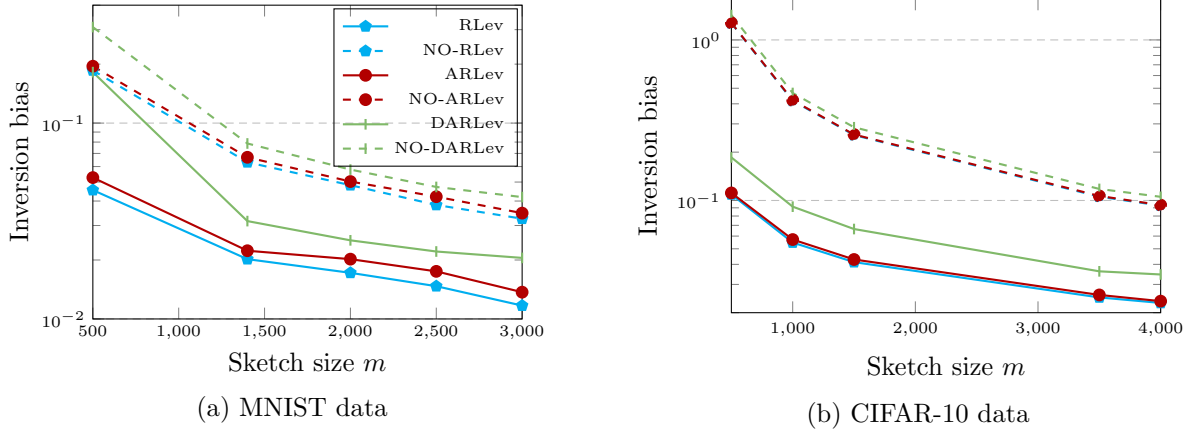 Inversion bias
10⁻¹
10⁻²
RLev
NO-RLev
ARLev
NO-ARLev
DARLev
NO-DARLev
500 1,000 1,500 2,000 2,500 3,000
Sketch size m
(a) MNIST data
Inversion bias
10⁰
10⁻¹
1,000 2,000 3,000 4,000
Sketch size m
(b) CIFAR-10 data